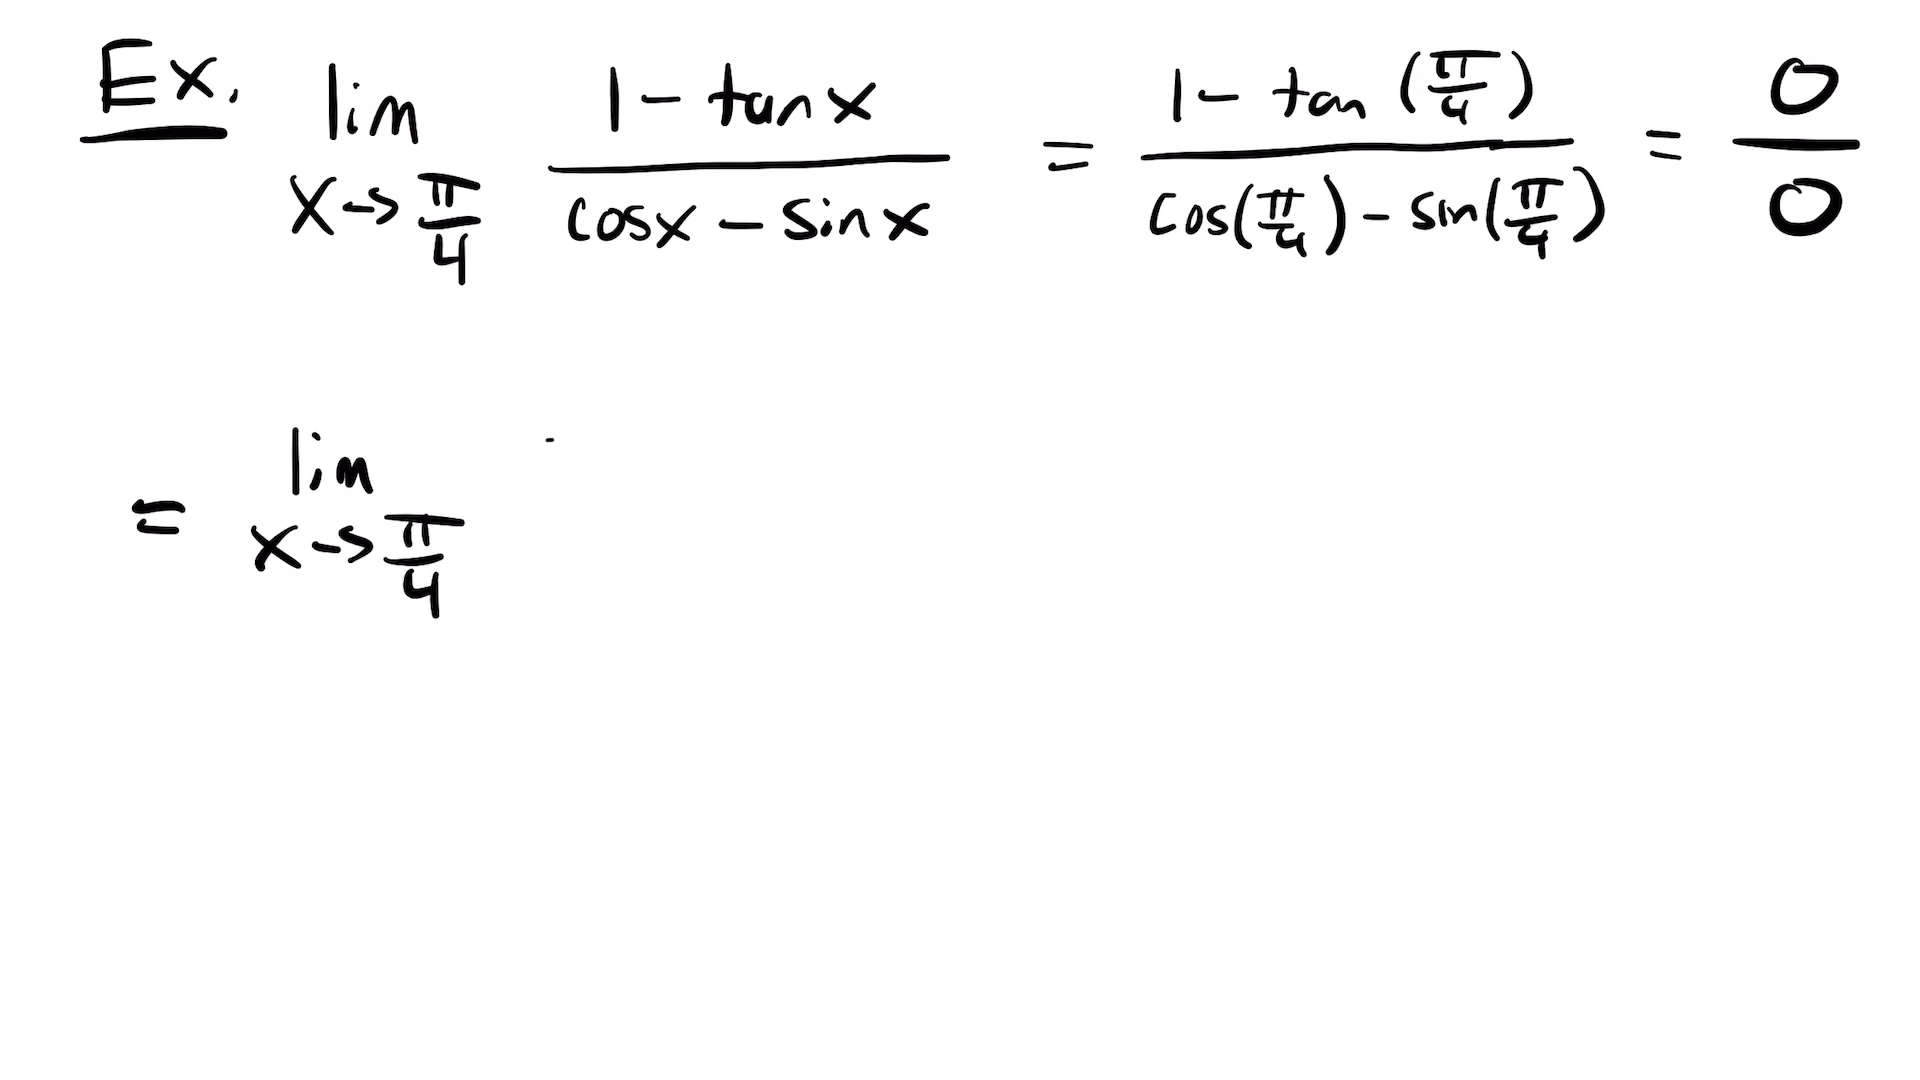 Ex. lim x→π/4 (1 - tan x)/(cos x - sin x) = (1 - tan (π/4))/(cos(π/4) - sin(π/4)) = 0/0
= lim x→π/4